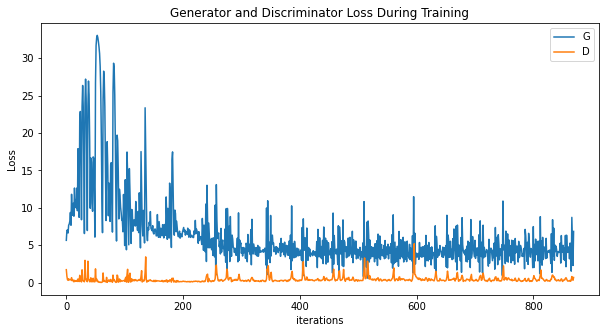 Generator and Discriminator Loss During Training
G
D
Loss
30
25
20
15
10
5
0
0 200 400 600 800
iterations